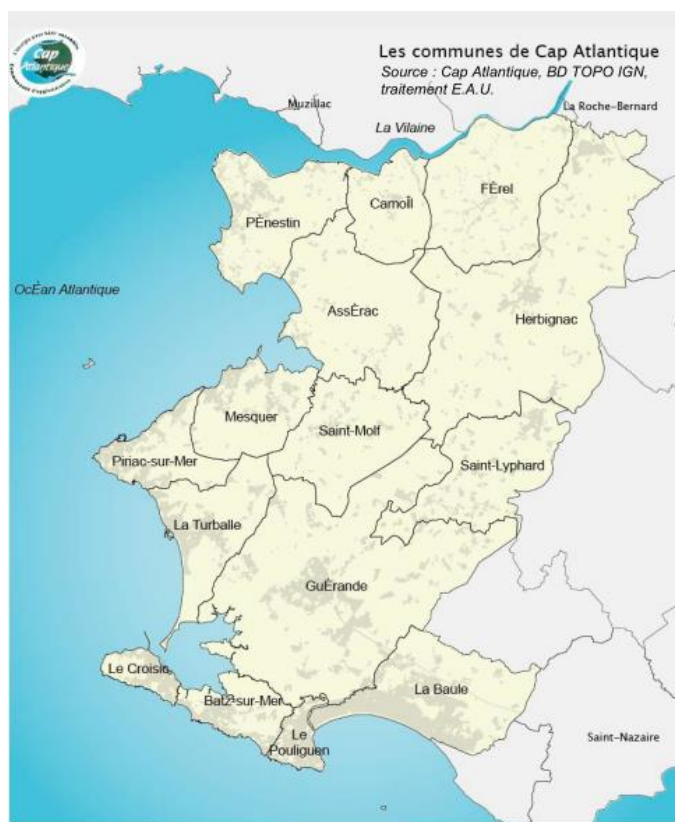 Cap
Atlantique
Les communes de Cap Atlantique
Source : Cap Atlantique, BD TOPO IGN,
traitement E.A.U.
Muzillac
La Roche-Bernard
La Vilaine
FÈrel
CamoÎl
PÈnestin
OcÈan Atlantique
AssÈrac
Herbignac
Mesquer
Saint-Molf
Piriac-sur-Mer
Saint-Lyphard
La Turballe
GuÈrande
Le Croisic
La Baule
Batz-sur-Mer
Le
Pouliguen
Saint-Nazaire